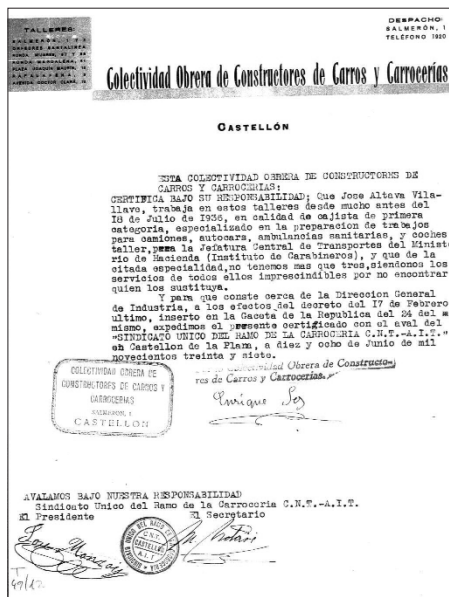 TALLERES:
DESPACHO:
SALMERÓN, 1
TELÉFONO 1920
Colectividad Obrera de Constructores de Carros y Carrocerías
CASTELLÓN
ESTA COLECTIVIDAD OBRERA DE CONSTRUCTORES DE
CARROS Y CARROCERIAS:
CERTIFICA BAJO SU RESPONSABILIDAD; Que Jose Altava Vila-
llave, trabaja en estos talleres desde mucho antes del
I8 de Julio de I936, en calidad de cajista de primera
categoria, especializado en la preparacion de trabajos
para camiones, autocars, ambulancias sanitarias, y coches
taller, para la Jefatura Central de Transportes del Ministe-
rio de Hacienda (Instituto de Carabineros), y que de la
citada especialidad, no tenemos mas que tres, siendonos los
servicios de todos ellos imprescindibles por no encontrar
quien los sustituya.
Y para que conste cerca de la Direccion General
de Industria, a los efectos del decreto del I7 de Febrero
ultimo, inserto en la Gaceta de la Republica del 24 del
mismo, expedimos el presente certificado con el aval del
"SINDICATO UNICO DEL RAMO DE LA CARROCERIA C.N.T.-A.I.T."
en Castellon de la Plana, a diez y ocho de Junio de mil
novecientos treinta y siete.
COLECTIVIDAD OBRERA DE
CONSTRUCTORES DE CARROS Y
CARROCERIAS
SALMERON, 1
CASTELLON
Obrera de Constructo-
res de Carros y Carrocerias.
Enrique
AVALAMOS BAJO NUESTRA RESPONSABILIDAD
Sindicato Unico del Ramo de la Carroceria C.N.T.-A.I.T.
El Presidente El Secretario
C.N.T.
CASTELLON
A.I.T.